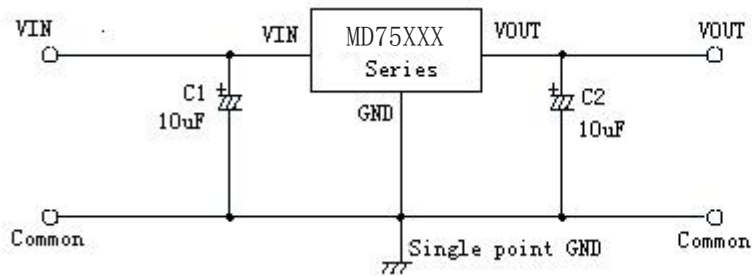 VIN
VIN
MD75XXX
Series
VOUT
VOUT
GND
C1
10uF
C2
10uF
Common
Single point GND
Common